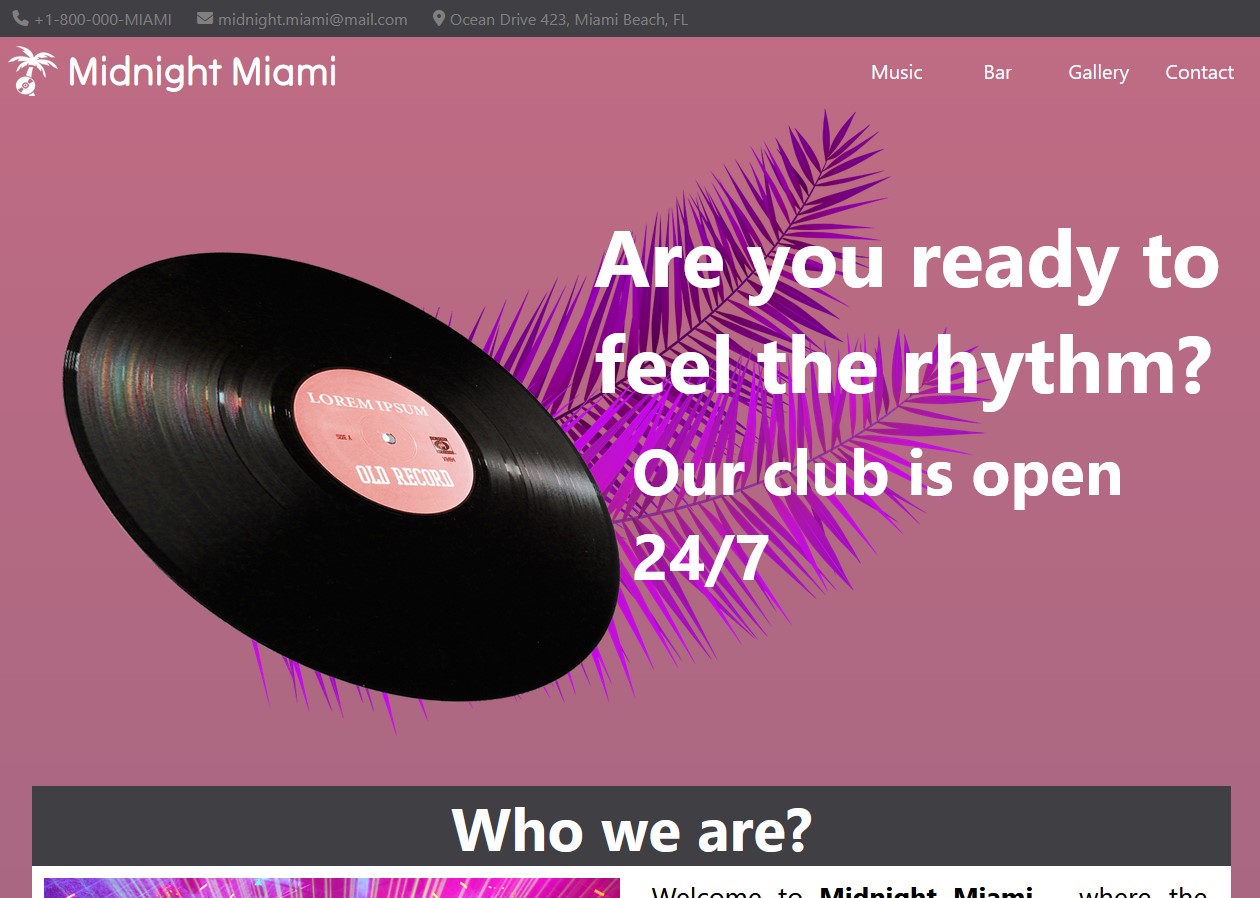 +1-800-000-MIAMI midnight.miami@mail.com Ocean Drive 423, Miami Beach, FL
Midnight Miami
Music Bar Gallery Contact
Are you ready to
feel the rhythm?
Our club is open
24/7
LOREM IPSUM
SIDE A
OLD RECORD
Who we are?
Welcome to Midnight Miami where the